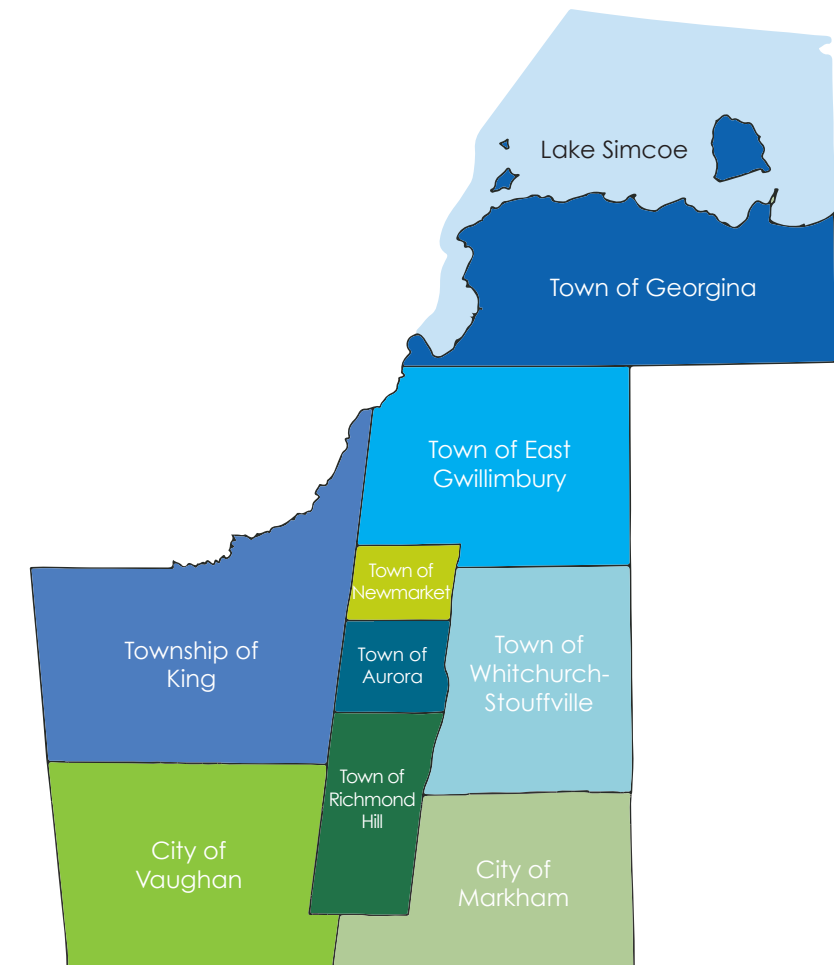 Lake Simcoe
Town of Georgina
Town of East
Gwillimbury
Town of
Newmarket
Township of
King
Town of
Aurora
Town of
Whitchurch-
Stouffville
Town of
Richmond
Hill
City of
Vaughan
City of
Markham